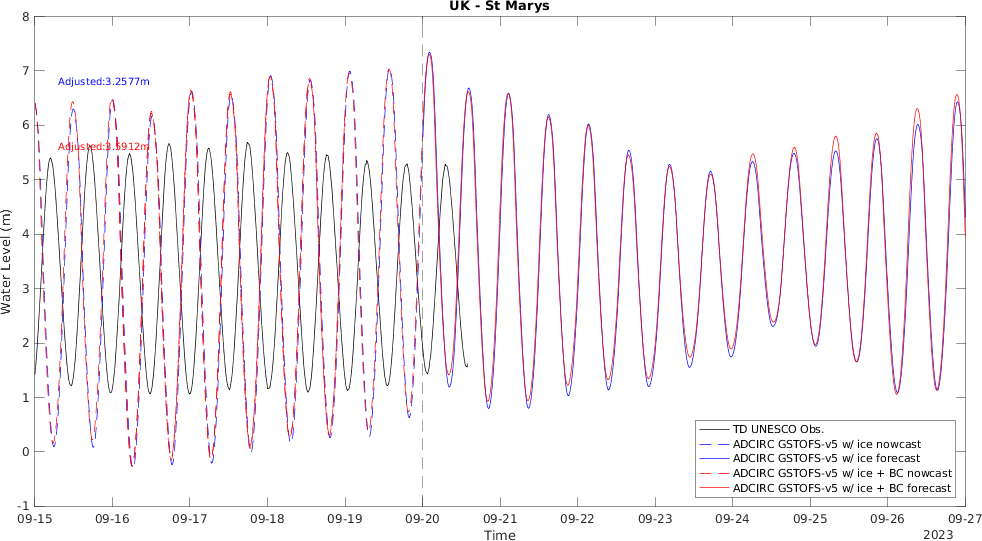 UK - St Marys
8
7
6
5
4
3
2
1
0
-1
Water Level (m)
Adjusted:3.2577m
Adjusted:3.5912m
TD UNESCO Obs.
ADCIRC GSTOFS-v5 w/ ice nowcast
ADCIRC GSTOFS-v5 w/ ice forecast
ADCIRC GSTOFS-v5 w/ ice + BC nowcast
ADCIRC GSTOFS-v5 w/ ice + BC forecast
09-15 09-16 09-17 09-18 09-19 09-20 09-21 09-22 09-23 09-24 09-25 09-26 09-27
Time
2023